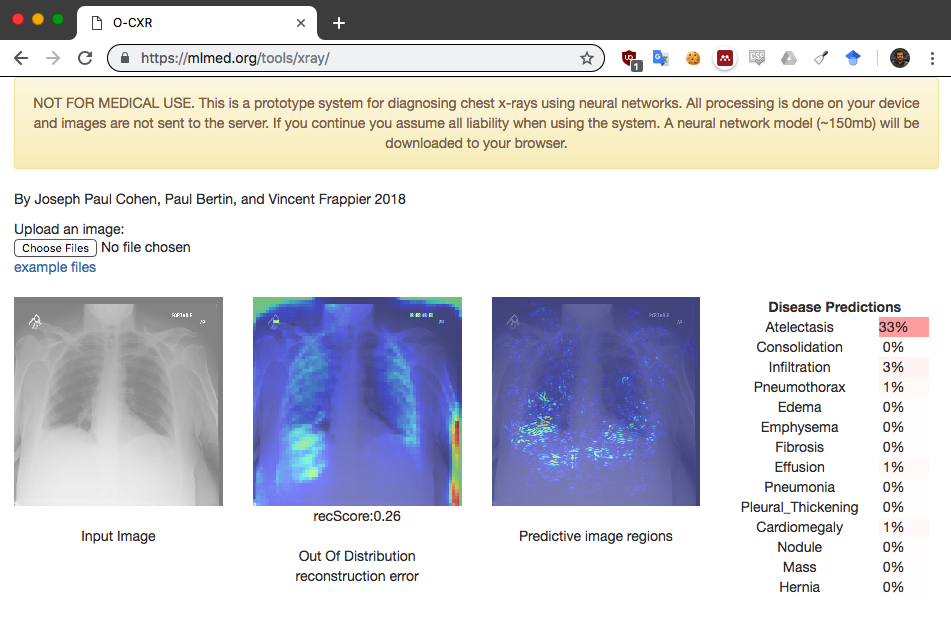 O-CXR
https://mlmed.org/tools/xray/
1
NOT FOR MEDICAL USE. This is a prototype system for diagnosing chest x-rays using neural networks. All processing is done on your device
and images are not sent to the server. If you continue you assume all liability when using the system. A neural network model (~150mb) will be
downloaded to your browser.
By Joseph Paul Cohen, Paul Bertin, and Vincent Frappier 2018
Upload an image:
Choose Files No file chosen
example files
PORTABLE
Disease Predictions
Atelectasis 33%
Consolidation 0%
Infiltration 3%
Pneumothorax 1%
Edema 0%
Emphysema 0%
Fibrosis 0%
Effusion 1%
Pneumonia 0%
Pleural_Thickening 0%
Cardiomegaly 1%
Nodule 0%
Mass 0%
Hernia 0%
Input Image
recScore:0.26
Out Of Distribution
reconstruction error
Predictive image regions